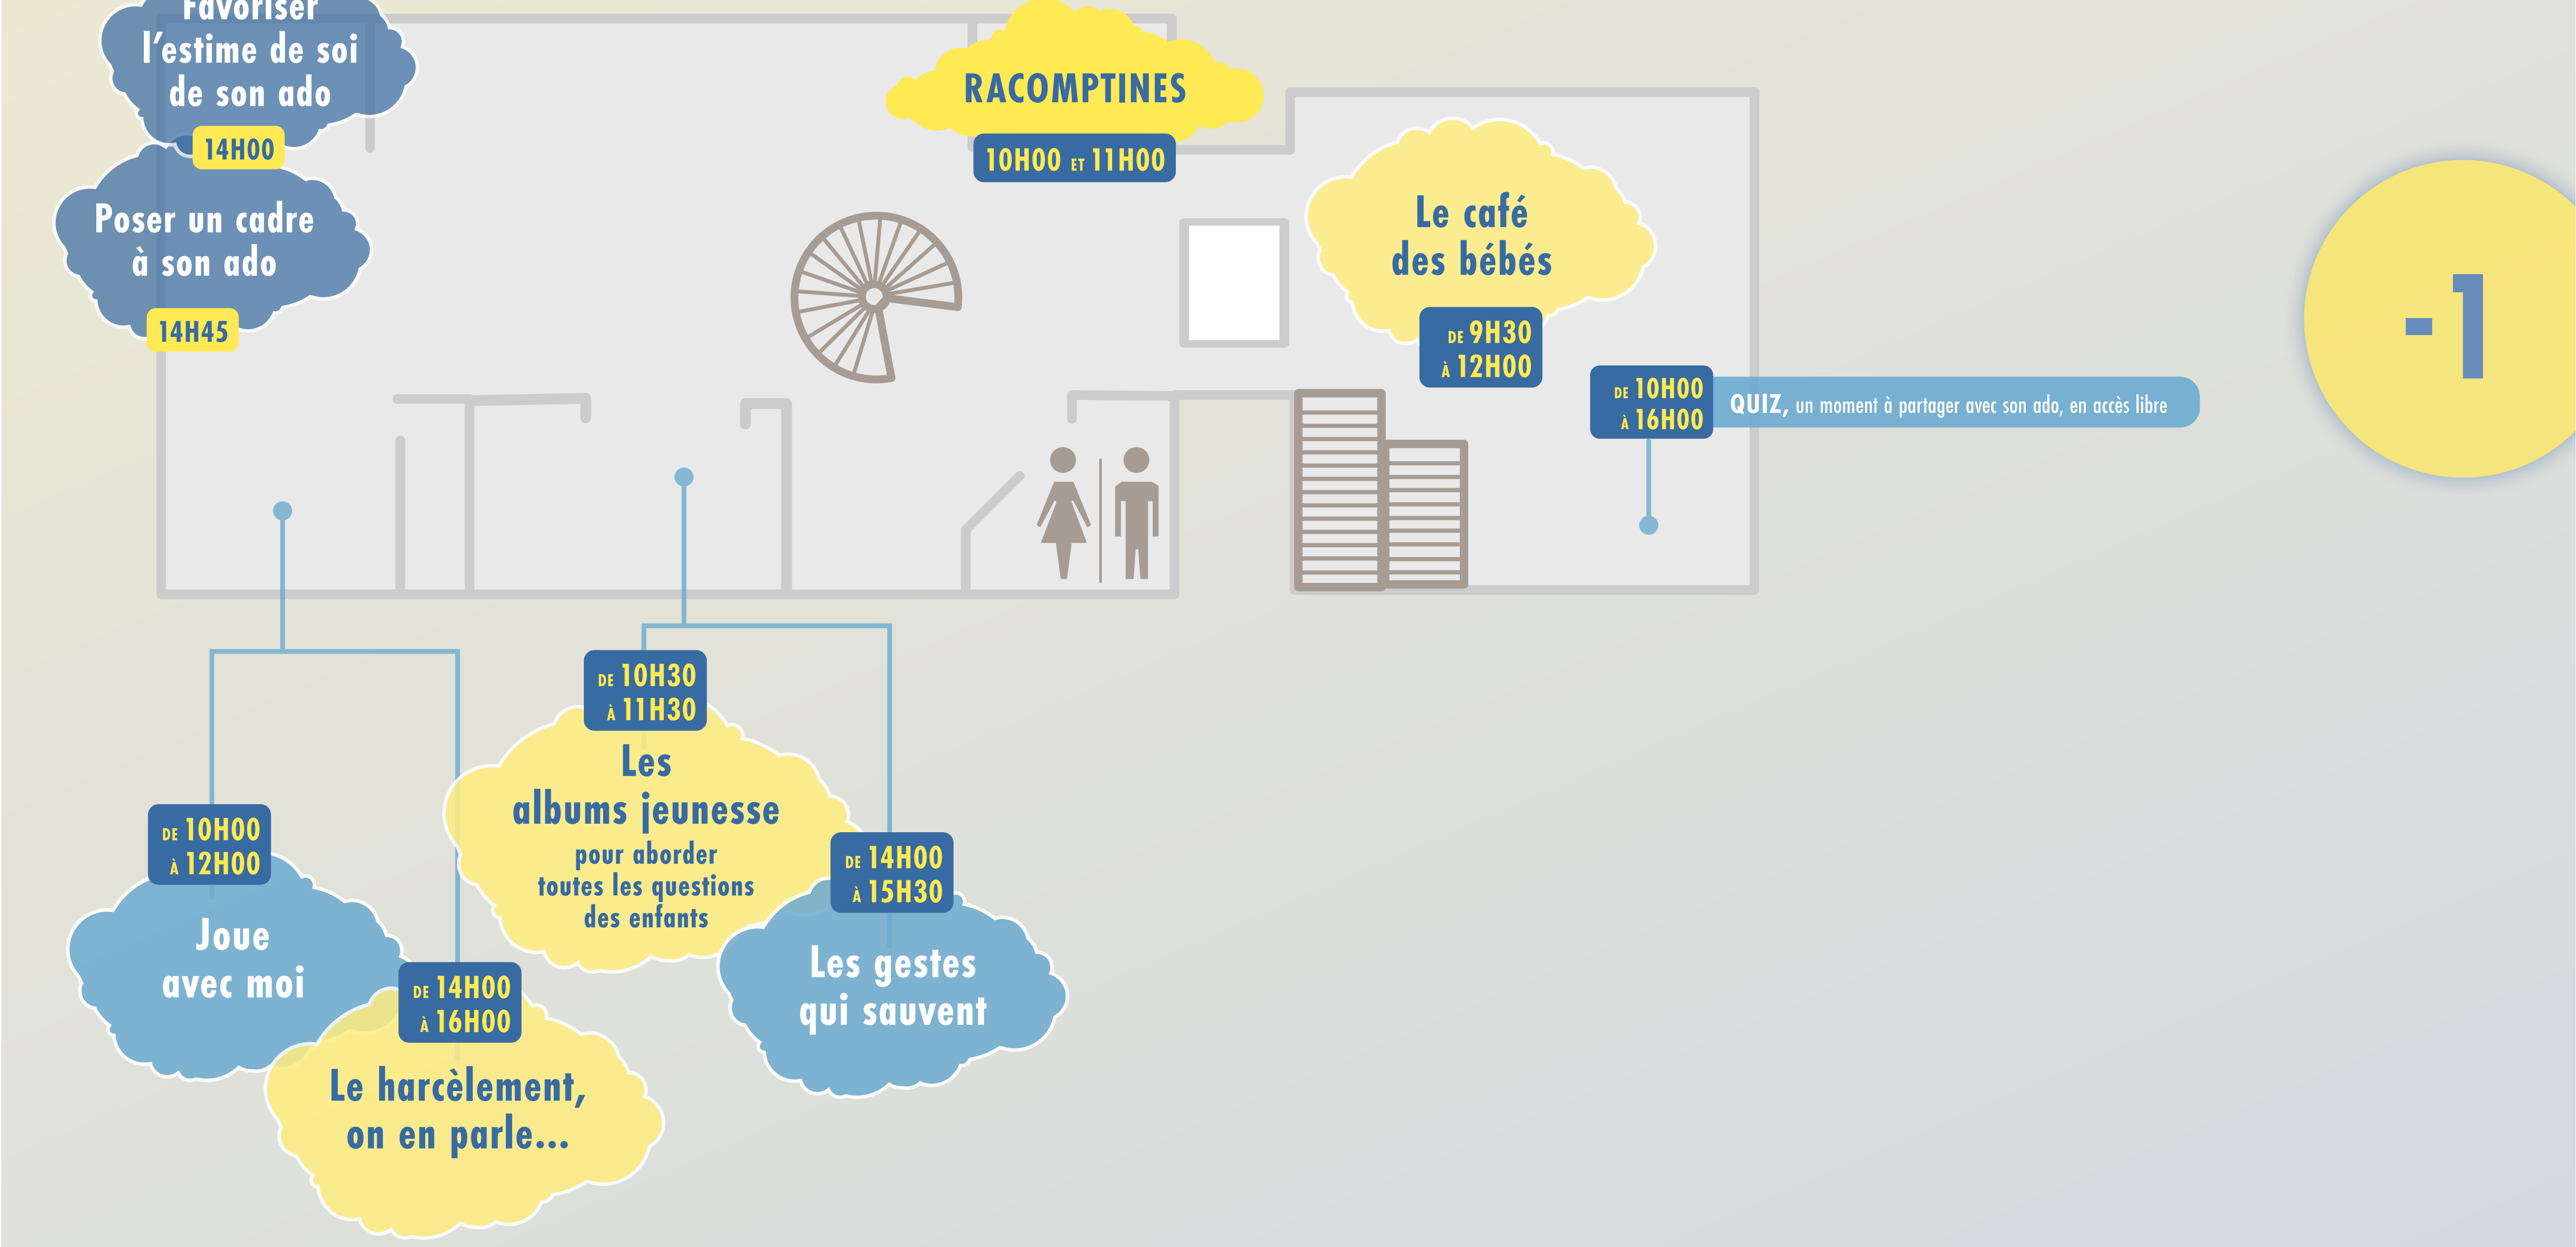 Favoriser
l'estime de soi
de son ado
14H00
Poser un cadre
à son ado
14H45
RACOMPTINES
10H00 ET 11H00
Le café
des bébés
DE 9H30
À 12H00
DE 10H00
À 16H00
QUIZ, un moment à partager avec son ado, en accès libre
-1
DE 10H00
À 12H00
Joue
avec moi
DE 14H00
À 16H00
Le harcèlement,
on en parle...
DE 10H30
À 11H30
Les
albums jeunesse
pour aborder
toutes les questions
des enfants
DE 14H00
À 15H30
Les gestes
qui sauvent